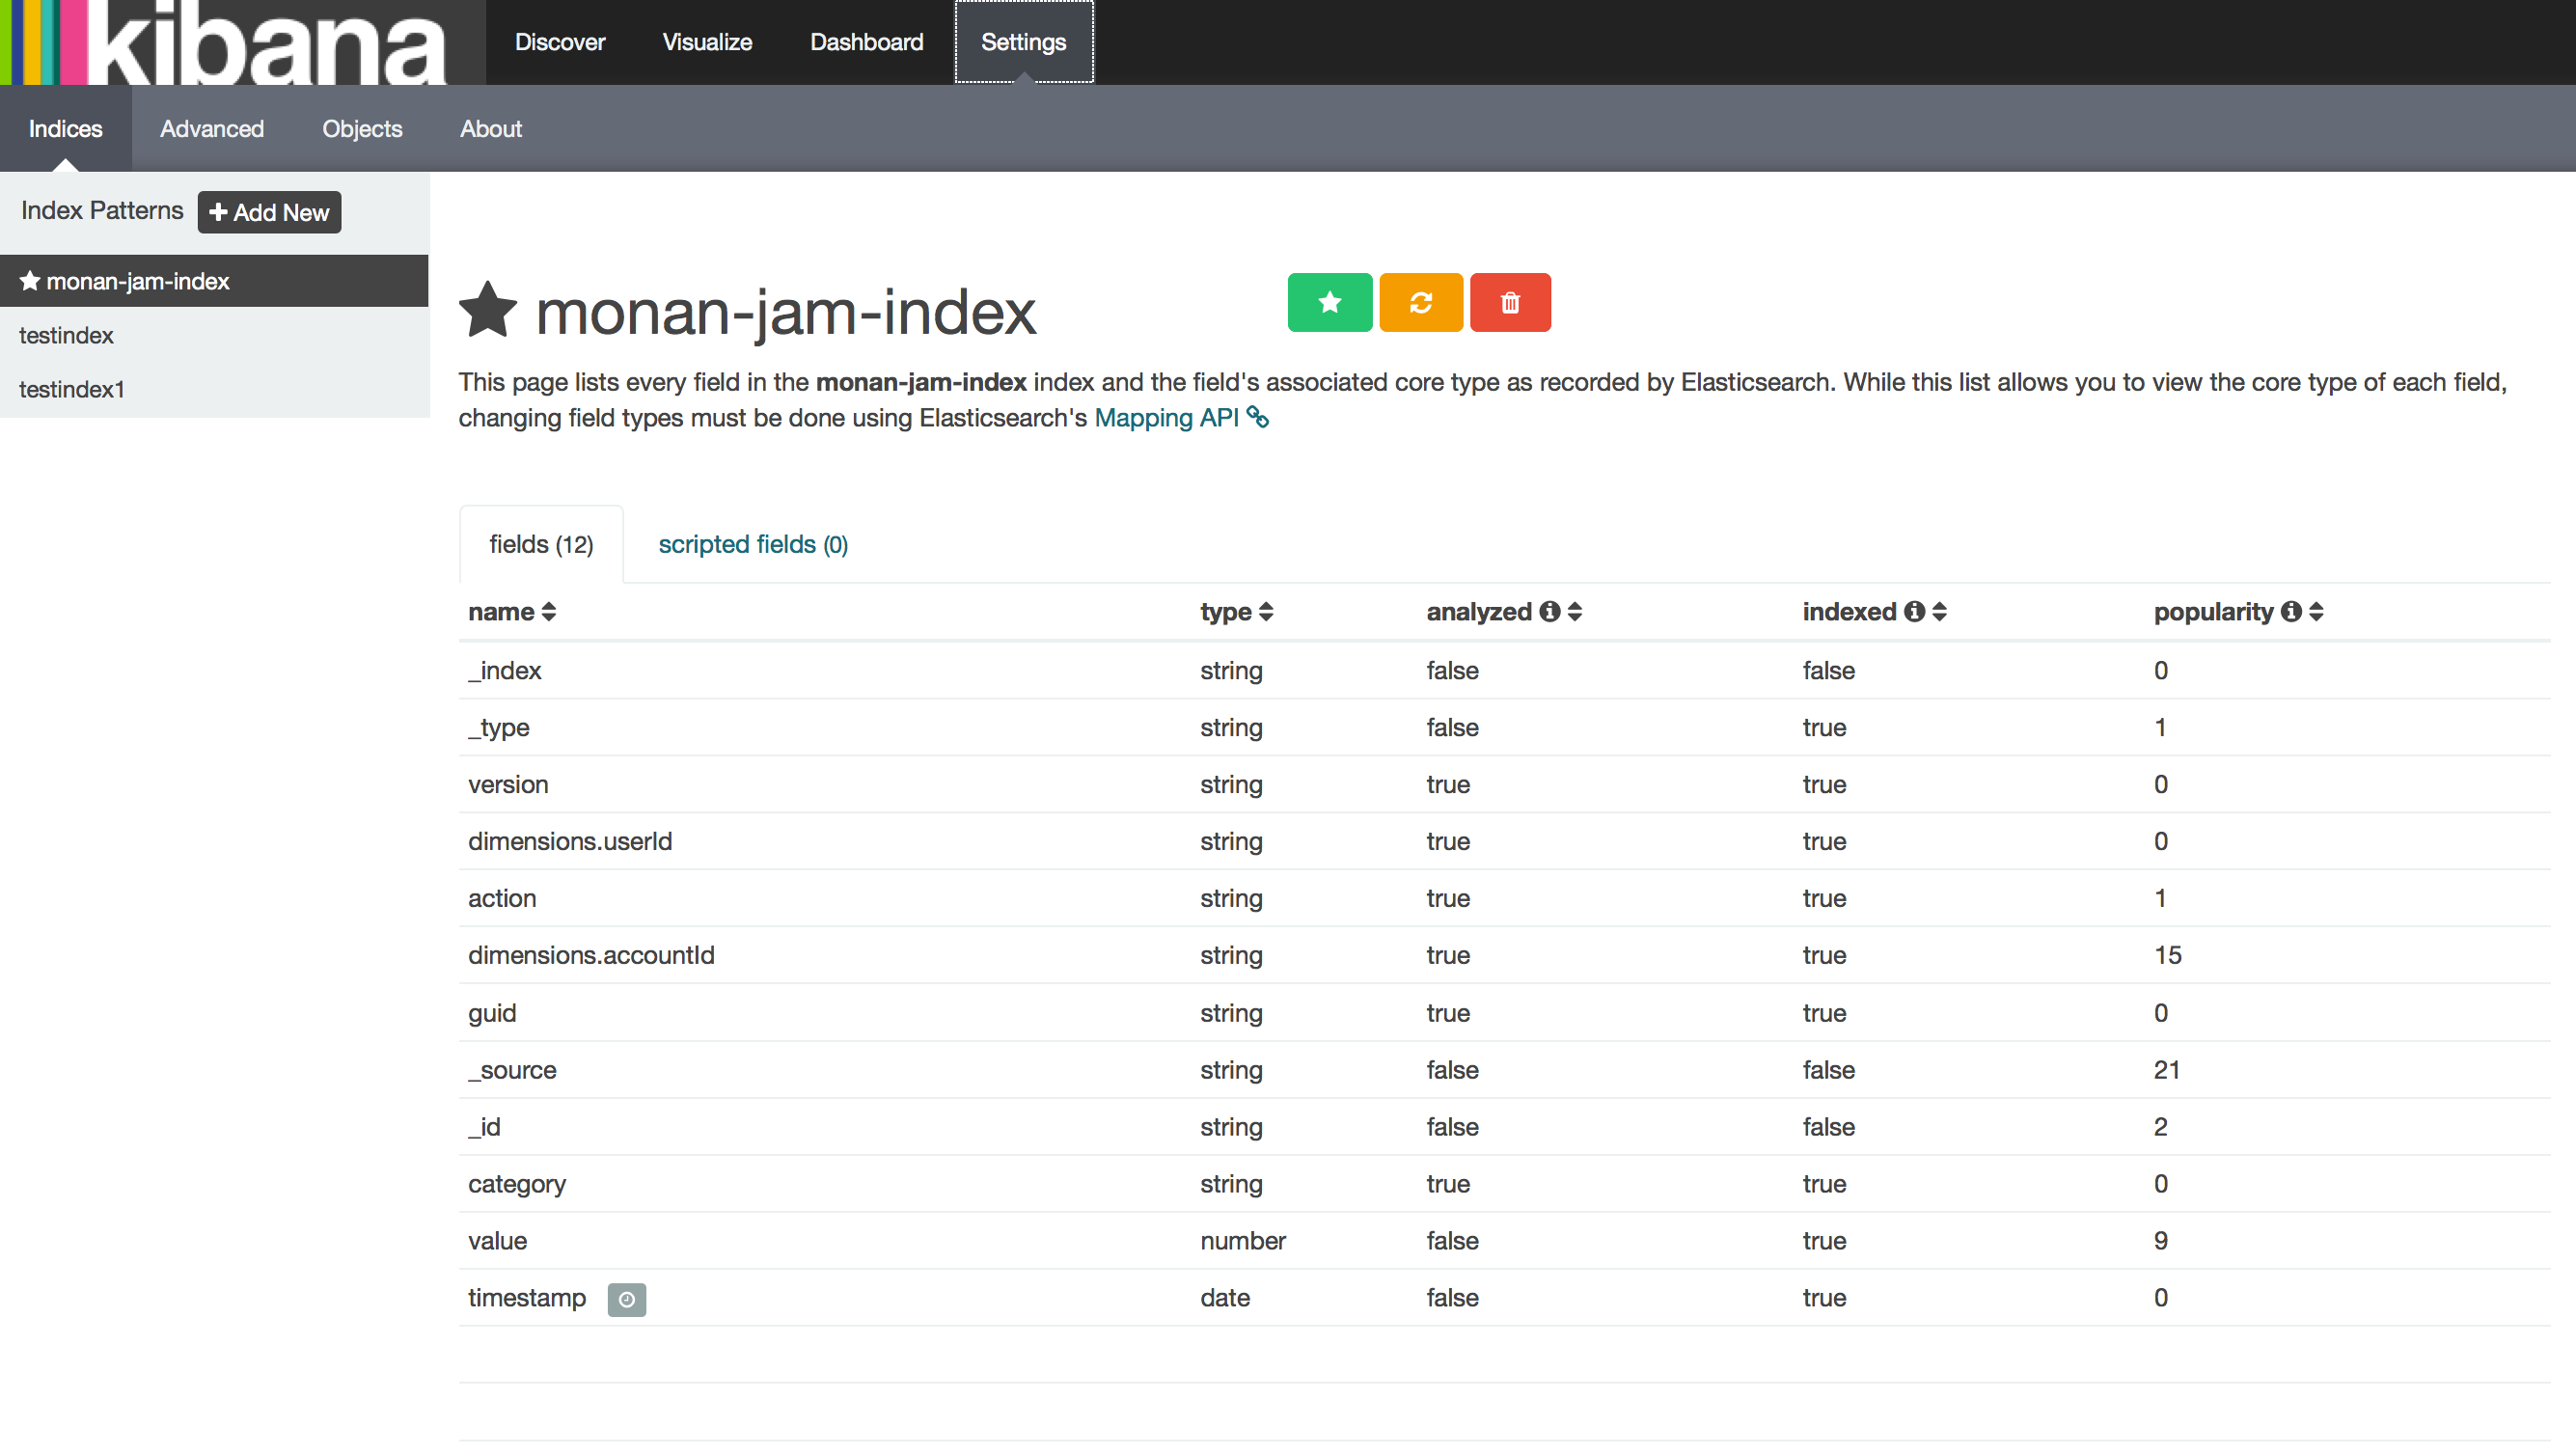 kibana Discover Visualize Dashboard Settings
Indices Advanced Objects About
Index Patterns Add New
monan-jam-index
testindex
testindex1
monan-jam-index
This page lists every field in the monan-jam-index index and the field's associated core type as recorded by Elasticsearch. While this list allows you to view the core type of each field,
changing field types must be done using Elasticsearch's Mapping API
fields (12) scripted fields (0)
name type analyzed indexed popularity
_index string false false 0
_type string false true 1
version string true true 0
dimensions.userId string true true 0
action string true true 1
dimensions.accountId string true true 15
guid string true true 0
_source string false false 21
_id string false false 2
category string true true 0
value number false true 9
timestamp date false true 0